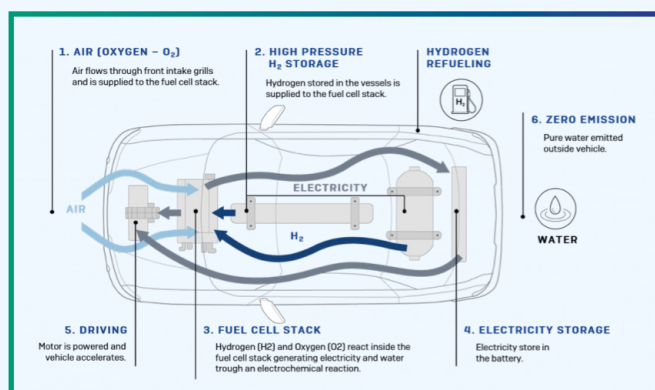 1. AIR (OXYGEN – O₂)
Air flows through front intake grills
and is supplied to the fuel cell stack.
2. HIGH PRESSURE
H₂ STORAGE
Hydrogen stored in the vessels is
supplied to the fuel cell stack.
HYDROGEN
REFUELING
H₂
6. ZERO EMISSION
Pure water emitted
outside vehicle.
WATER
AIR
ELECTRICITY
H₂
5. DRIVING
Motor is powered and
vehicle accelerates.
3. FUEL CELL STACK
Hydrogen (H2) and Oxygen (O2) react inside the
fuel cell stack generating electricity and water
trough an electrochemical reaction.
4. ELECTRICITY STORAGE
Electricity store in
the battery.